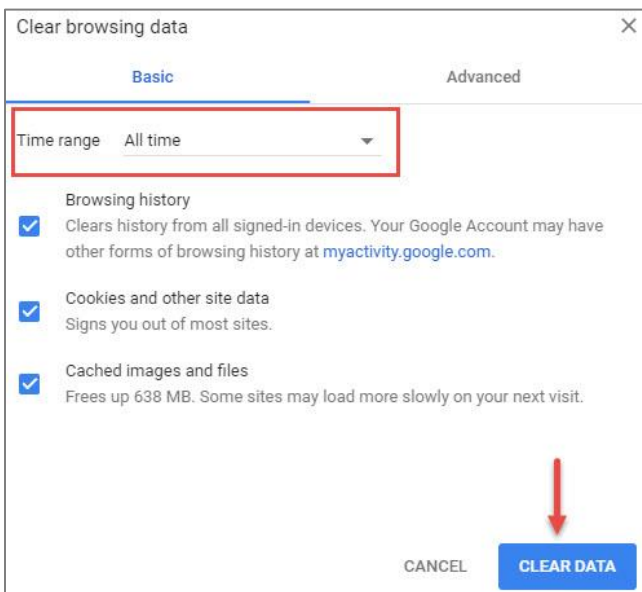 Clear browsing data
Basic Advanced
Time range All time
Browsing history
Clears history from all signed-in devices. Your Google Account may have
other forms of browsing history at myactivity.google.com.
Cookies and other site data
Signs you out of most sites.
Cached images and files
Frees up 638 MB. Some sites may load more slowly on your next visit.
CANCEL CLEAR DATA